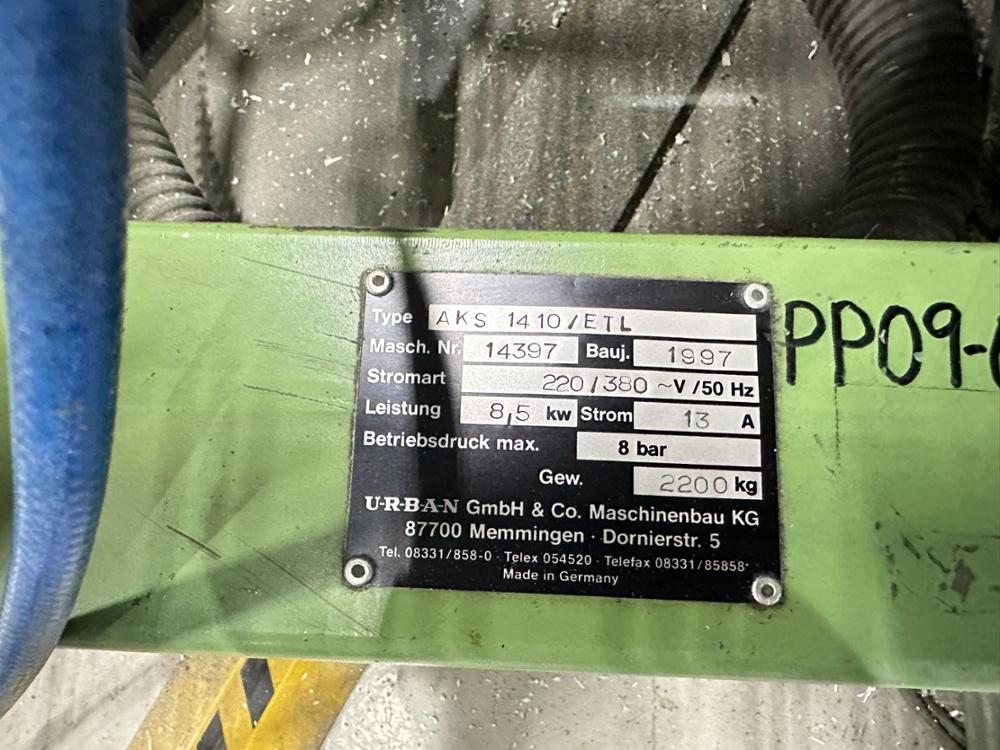 Type AKS 1410/ETL
Masch. Nr. 14397 Bauj. 1997
Stromart 220/380 ~V/50 Hz
Leistung 8,5 kw Strom 13 A
Betriebsdruck max. 8 bar
Gew. 2200 kg
U-R-B-A-N GmbH & Co. Maschinenbau KG
87700 Memmingen · Dornierstr. 5
Tel. 08331/858-0 · Telex 054520 · Telefax 08331/85858
Made in Germany
PP09-